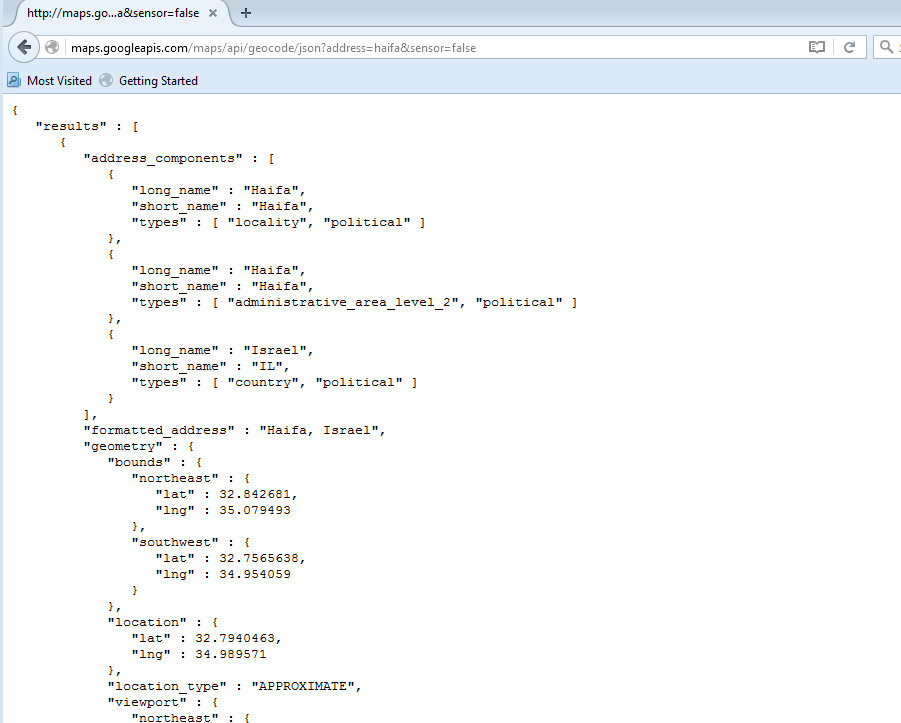 http://maps.go...a&sensor=false
maps.googleapis.com/maps/api/geocode/json?address=haifa&sensor=false
Most Visited Getting Started
{
"results" : [
{
"address_components" : [
{
"long_name" : "Haifa",
"short_name" : "Haifa",
"types" : [ "locality", "political" ]
},
{
"long_name" : "Haifa",
"short_name" : "Haifa",
"types" : [ "administrative_area_level_2", "political" ]
},
{
"long_name" : "Israel",
"short_name" : "IL",
"types" : [ "country", "political" ]
}
],
"formatted_address" : "Haifa, Israel",
"geometry" : {
"bounds" : {
"northeast" : {
"lat" : 32.842681,
"lng" : 35.079493
},
"southwest" : {
"lat" : 32.7565638,
"lng" : 34.954059
}
},
"location" : {
"lat" : 32.7940463,
"lng" : 34.989571
},
"location_type" : "APPROXIMATE",
"viewport" : {
"northeast" : {